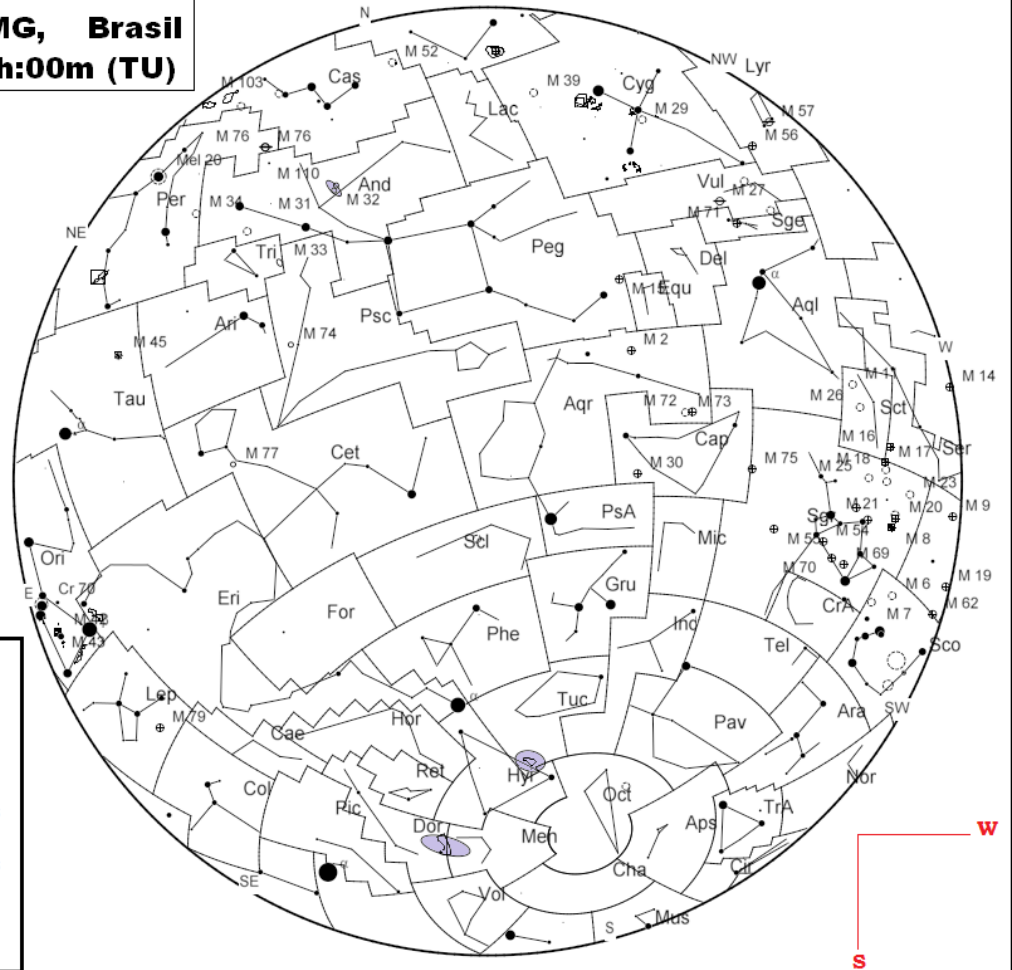 MG, Brasil
h:00m (TU)
N
M 52
NW
Lyr
M 103
Cas
M 39
Cyg
Lac
M 29
M 57
M 56
M 76
M 76
Mel 20
M 110
And
Vul
M 27
Per
M 34
M 31
M 32
M 71
Sge
NE
Tri
M 33
Peg
Del
α
M 15
Equ
Aql
Ari
Psc
M 74
M 45
M 2
W
M 14
Tau
Aqr
M 72
M 73
M 26
M 11
Sct
α
Cap
M 16
Ser
M 77
Cet
M 30
M 75
M 25
M 18
M 17
M 23
PsA
Sgr
M 21
M 20
M 9
Scl
Mic
M 55
M 54
M 8
Ori
M 69
M 70
E
Cr 70
Eri
For
Gru
CrA
M 6
M 19
M 62
M 42
M 43
Phe
Ind
Tel
M 7
Sco
Lep
α
Tuc
Ara
SW
M 79
Cae
Hor
Pav
Col
Ret
Hyi
Nor
Pic
Oct
Dor
Men
Aps
TrA
W
SE
α
Cha
Cir
Vol
S
Mus
S